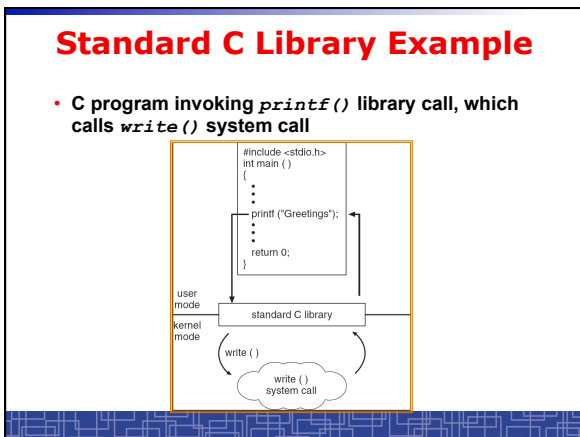 Standard C Library Example
• C program invoking printf() library call, which
calls write() system call
#include <stdio.h>
int main ( )
{
•
•
•
printf ("Greetings");
•
•
•
return 0;
}
user
mode
standard C library
kernel
mode
write ( )
write ( )
system call